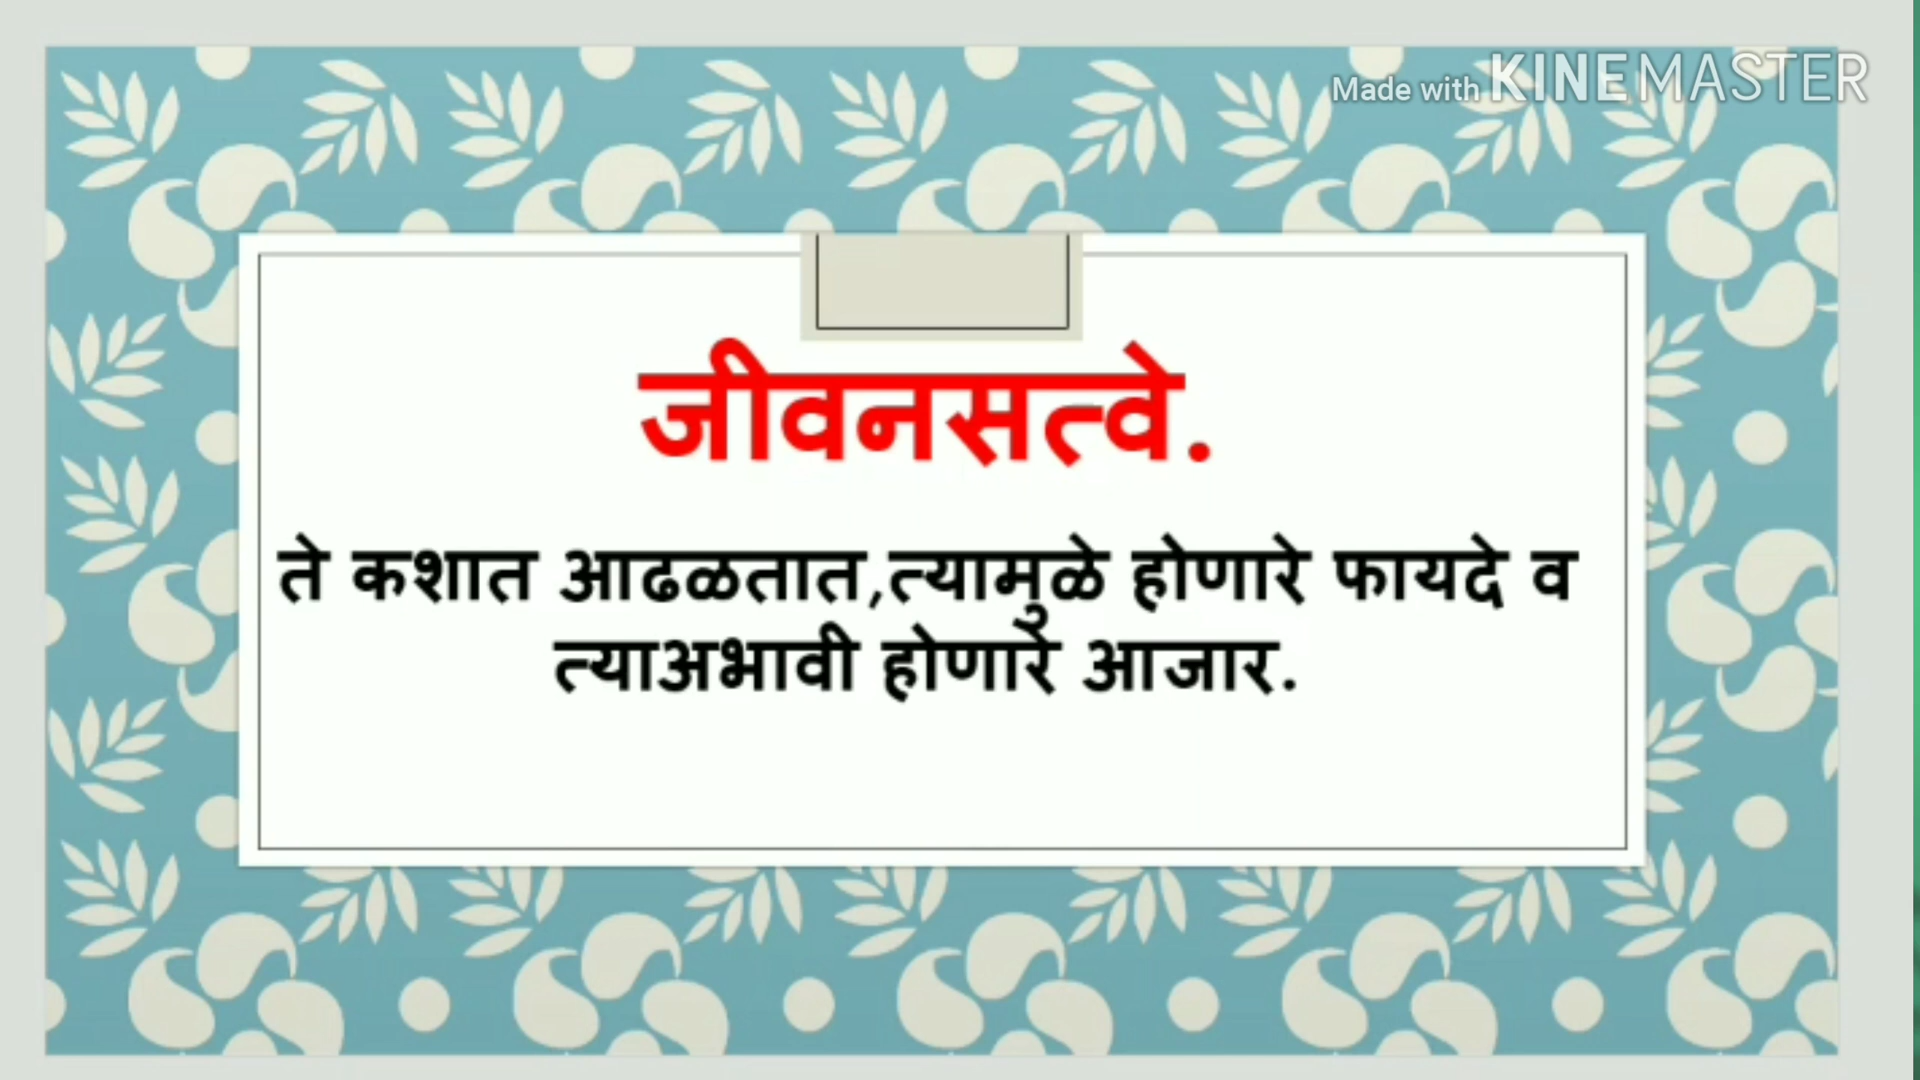 Made with KINEMASTER
जीवनसत्वे.
ते कशात आढळतात,त्यामुळे होणारे फायदे व
त्याअभावी होणारे आजार.